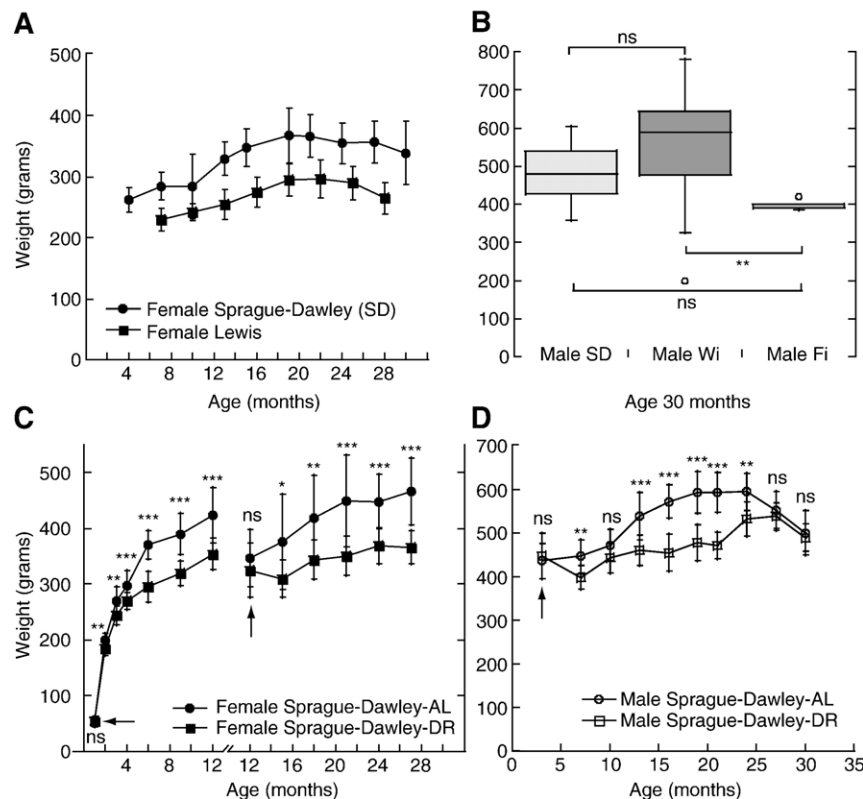 A
500
400
300
200
100
0
Weight (grams)
Female Sprague-Dawley (SD)
Female Lewis
4 8 12 16 20 24 28
Age (months)
B
800
700
600
500
400
300
200
100
0
ns
**
ns
Male SD Male Wi Male Fi
Age 30 months
C
500
400
300
200
100
0
Weight (grams)
ns
**
**
***
***
***
***
ns
*
**
***
***
***
Female Sprague-Dawley-AL
Female Sprague-Dawley-DR
4 8 12 12 16 20 24 28
Age (months)
D
700
600
500
400
300
200
100
0
ns
**
ns
***
***
***
***
**
ns
ns
Male Sprague-Dawley-AL
Male Sprague-Dawley-DR
0 5 10 15 20 25 30 35
Age (months)